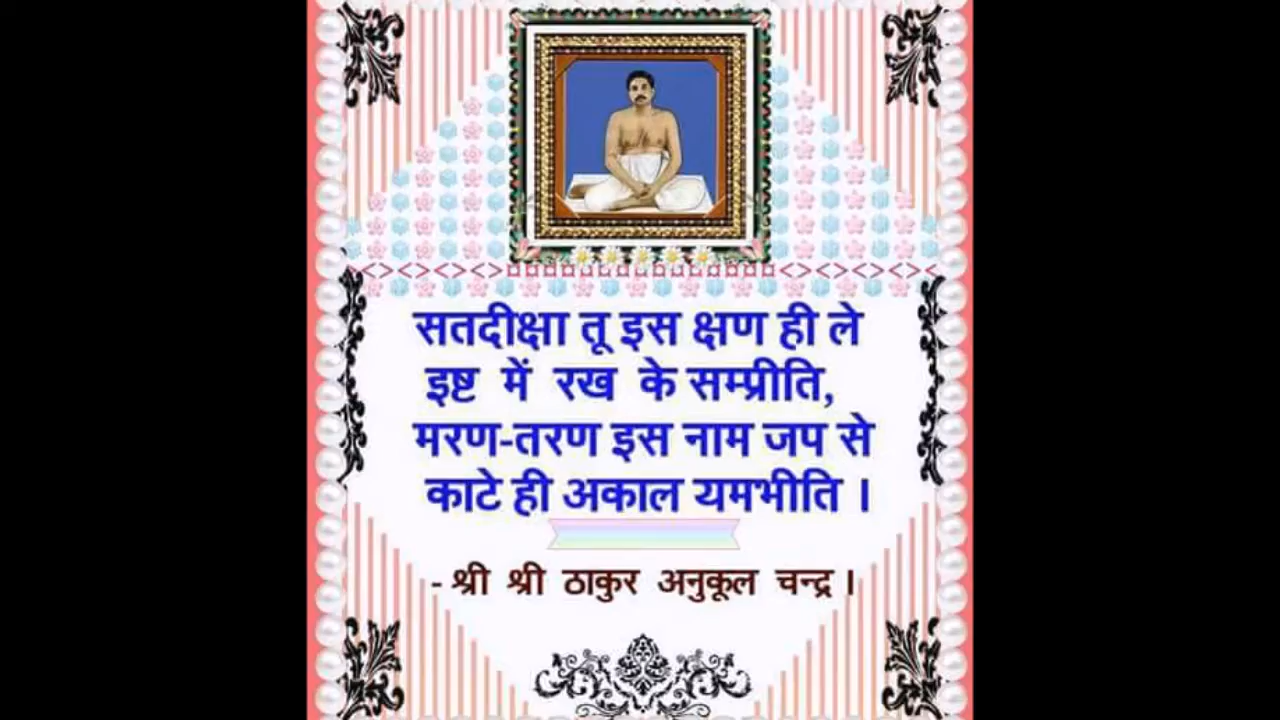 सतदीक्षा तू इस क्षण ही ले
इष्ट में रख के सम्प्रीति,
मरण-तरण इस नाम जप से
काटे ही अकाल यमभीति ।
- श्री श्री ठाकुर अनुकूल चन्द्र ।